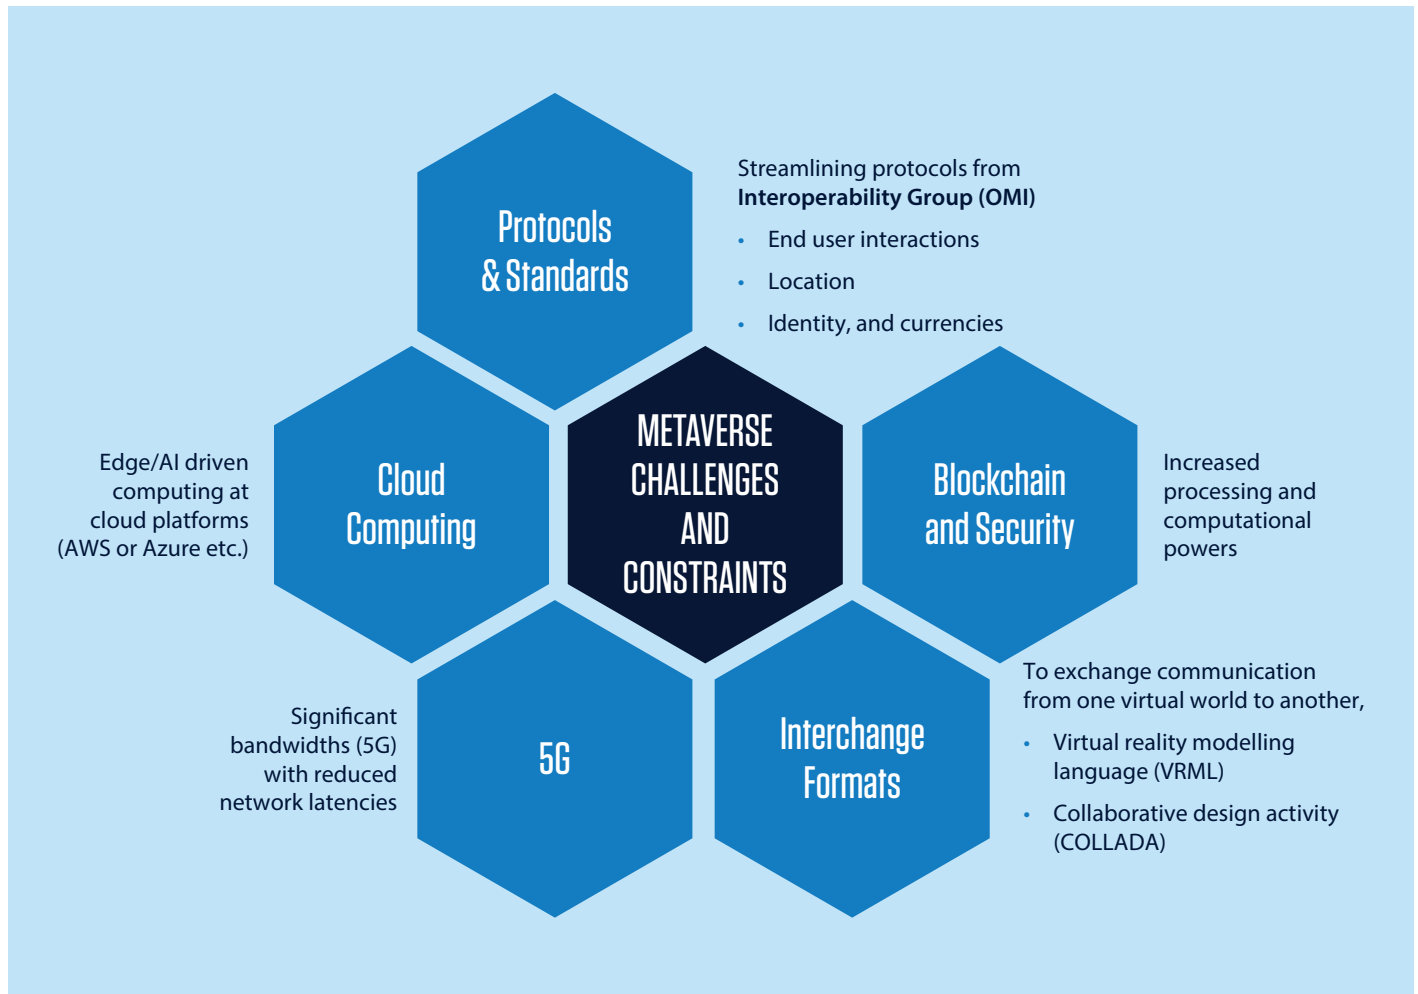 Protocols
& Standards
Streamlining protocols from
Interoperability Group (OMI)
• End user interactions
• Location
• Identity, and currencies
Edge/AI driven
computing at
cloud platforms
(AWS or Azure etc.)
Cloud
Computing
METAVERSE
CHALLENGES
AND
CONSTRAINTS
Blockchain
and Security
Increased
processing and
computational
powers
Significant
bandwidths (5G)
with reduced
network latencies
5G
Interchange
Formats
To exchange communication
from one virtual world to another,
• Virtual reality modelling
language (VRML)
• Collaborative design activity
(COLLADA)